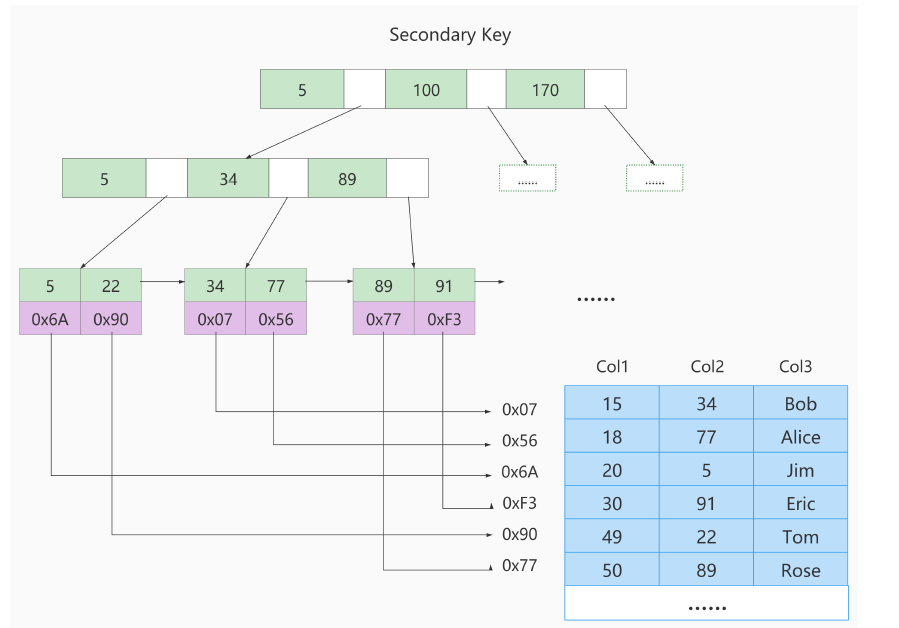 Secondary Key
5 100 170
5 34 89
...... ......
5 22 34 77 89 91
0x6A 0x90 0x07 0x56 0x77 0xF3
......
Col1 Col2 Col3
0x07 15 34 Bob
0x56 18 77 Alice
0x6A 20 5 Jim
0xF3 30 91 Eric
0x90 49 22 Tom
0x77 50 89 Rose
......